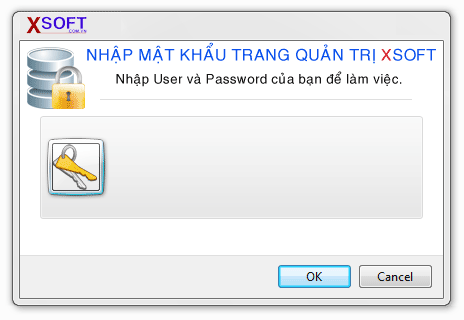 XSOFT
.COM.VN
NHẬP MẬT KHẨU TRANG QUẢN TRỊ XSOFT
Nhập User và Password của bạn để làm việc.
OK
Cancel